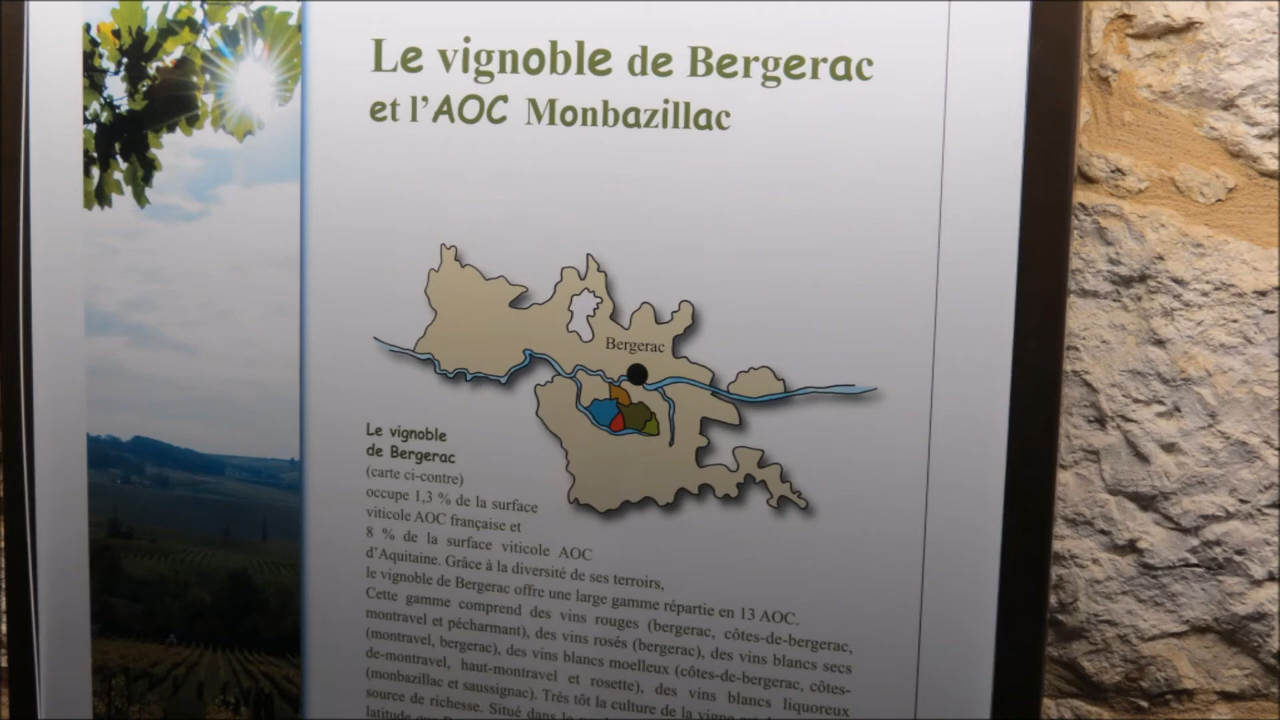 Le vignoble de Bergerac
et l'AOC Monbazillac
Bergerac
Le vignoble
de Bergerac
(carte ci-contre)
occupe 1,3 % de la surface
viticole AOC française et
8 % de la surface viticole AOC
d'Aquitaine. Grâce à la diversité de ses terroirs,
le vignoble de Bergerac offre une large gamme répartie en 13 AOC.
Cette gamme comprend des vins rouges (bergerac, côtes-de-bergerac,
montravel et pécharmant), des vins rosés (bergerac), des vins blancs secs
(montravel, bergerac), des vins blancs moelleux (côtes-de-bergerac, côtes-
de-montravel, haut-montravel et rosette), des vins blancs liquoreux
(monbazillac et saussignac). Très tôt la culture de la vigne
source de richesse. Situé dans le
latitude que